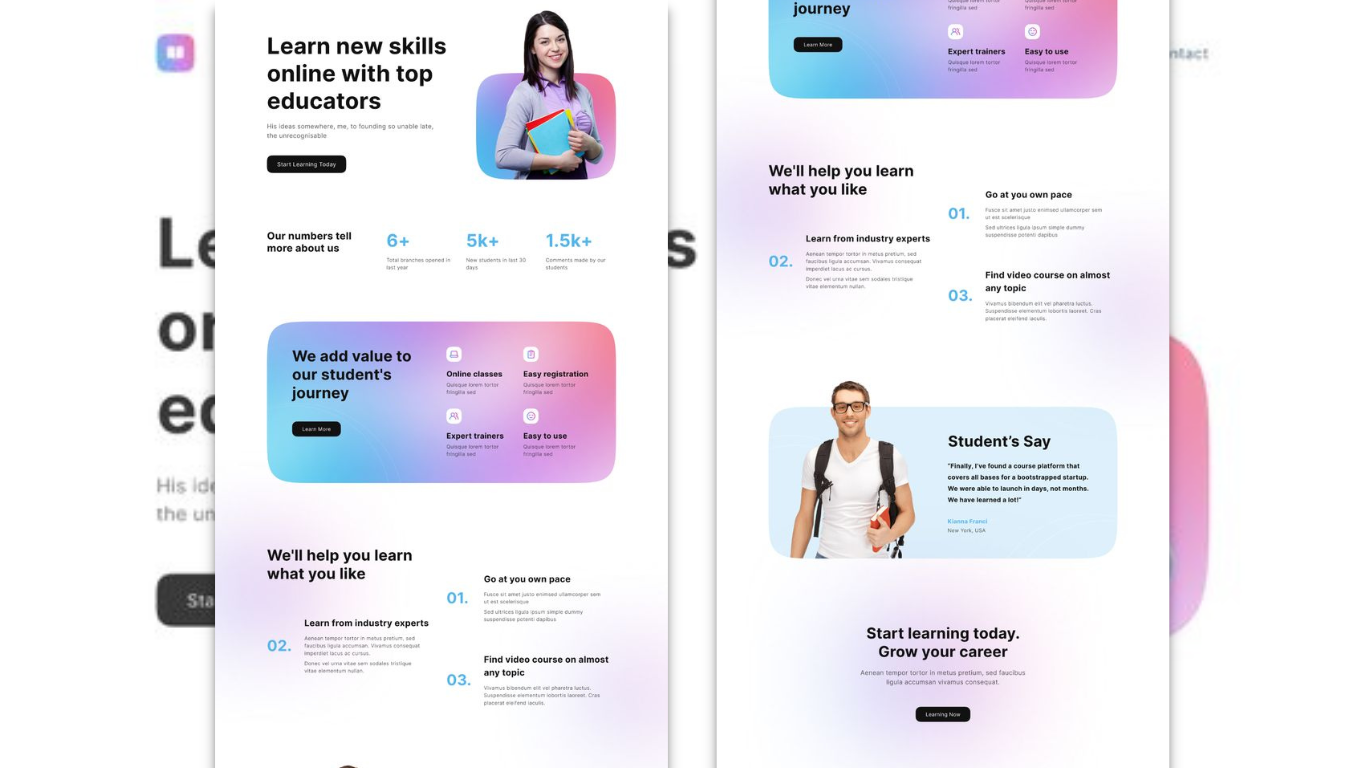 Learn new skills
online with top
educators
His ideas somewhere, me, to founding so unable late,
the unrecognisable
Start Learning Today
Our numbers tell
more about us
6+
Total branches opened in
last year
5k+
New students in last 30
days
1.5k+
Comments made by our
students
We add value to
our student's
journey
Learn More
Online classes
Quisque lorem tortor
fringilla sed
Easy registration
Quisque lorem tortor
fringilla sed
Expert trainers
Quisque lorem tortor
fringilla sed
Easy to use
Quisque lorem tortor
fringilla sed
We'll help you learn
what you like
Go at you own pace
01.
Fusce sit amet justo enimsed ullamcorper sem
ut est scelerisque
Sed ultrices ligula ipsum simple dummy
suspendisse potenti dapibus
Learn from industry experts
02.
Aenean tempor tortor in metus pretium, sed
faucibus ligula accumsan. Vivamus consequat
imperdiet lacus ac cursus.
Donec vel urna vitae sem sodales tristique
vitae elementum nullan.
Find video course on almost
any topic
03.
Vivamus bibendum elit vel pharetra luctus.
Suspendisse elementum lobortis laoreet. Cras
placerat eleifend iaculis.
journey
Learn More
fringilla sed
fringilla sed
Expert trainers
Quisque lorem tortor
fringilla sed
Easy to use
Quisque lorem tortor
fringilla sed
We'll help you learn
what you like
Go at you own pace
01.
Fusce sit amet justo enimsed ullamcorper sem
ut est scelerisque
Sed ultrices ligula ipsum simple dummy
suspendisse potenti dapibus
Learn from industry experts
02.
Aenean tempor tortor in metus pretium, sed
faucibus ligula accumsan. Vivamus consequat
imperdiet lacus ac cursus.
Donec vel urna vitae sem sodales tristique
vitae elementum nullan.
Find video course on almost
any topic
03.
Vivamus bibendum elit vel pharetra luctus.
Suspendisse elementum lobortis laoreet. Cras
placerat eleifend iaculis.
Student’s Say
“Finally, I’ve found a course platform that
covers all bases for a bootstrapped startup.
We were able to launch in days, not months.
We have learned a lot!”
Kianna Franci
New York, USA
Start learning today.
Grow your career
Aenean tempor tortor in metus pretium, sed faucibus
ligula accumsan vivamus consequat.
Learning Now